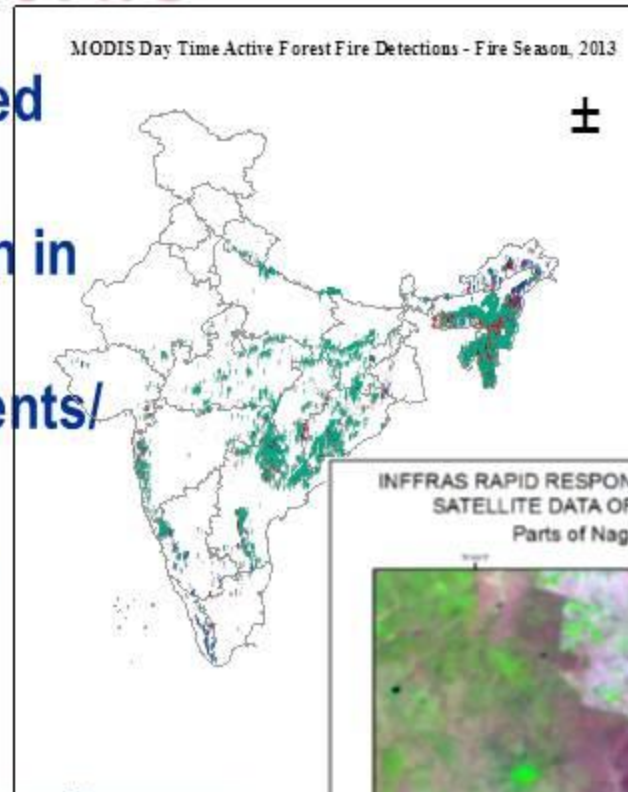 MODIS Day Time Active Forest Fire Detections - Fire Season, 2013
ed
±
n in
ents/
INFFRAS RAPID RESPON
SATELLITE DATA OF
Parts of Nag